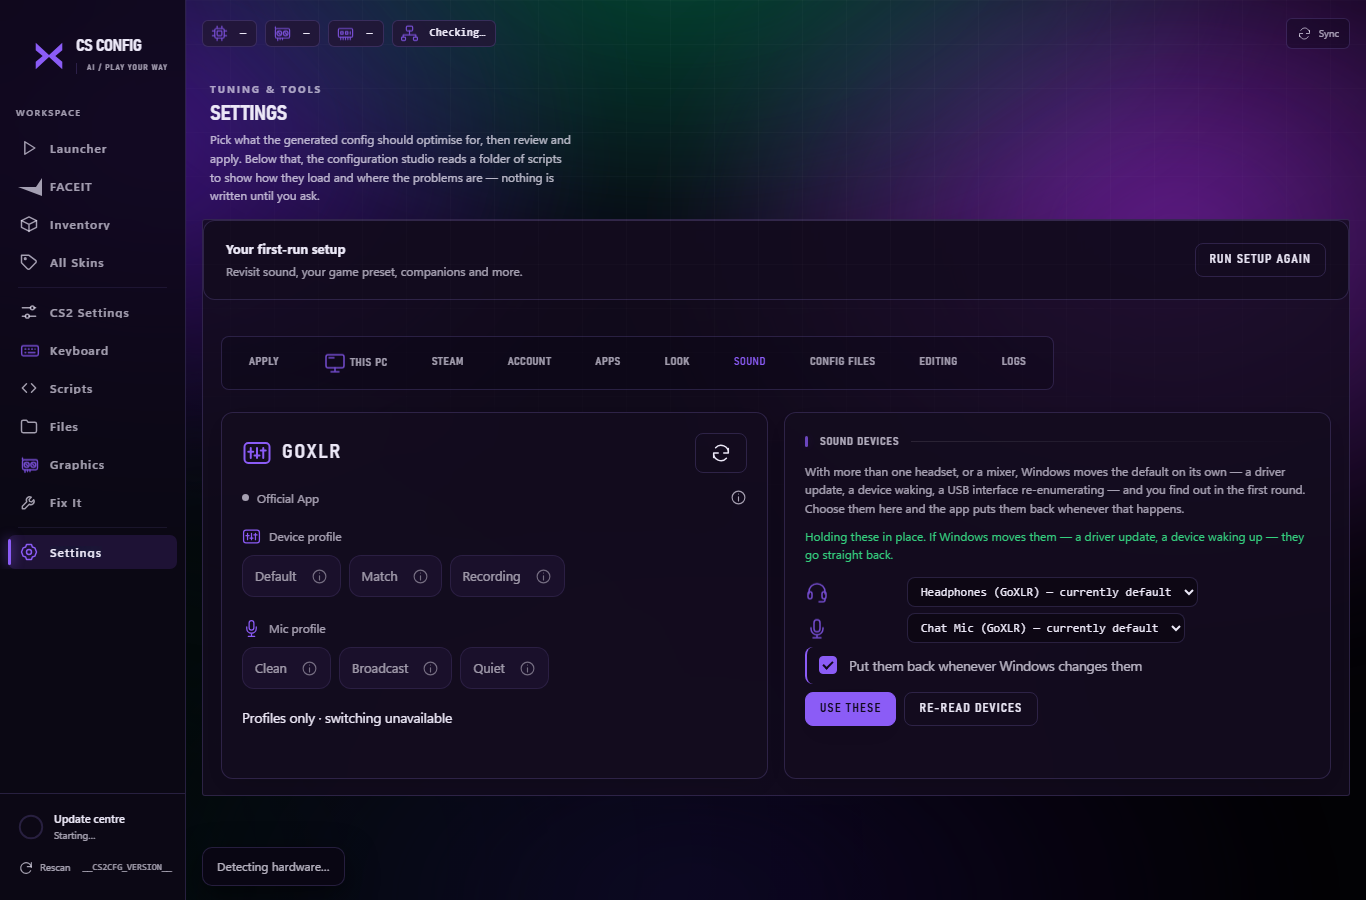 CS CONFIG
AI / PLAY YOUR WAY
WORKSPACE
Launcher
FACEIT
Inventory
All Skins
CS2 Settings
Keyboard
Scripts
Files
Graphics
Fix It
Settings
Update centre
Starting...
Rescan __CS2CFG_VERSION__
— — — Checking…
Sync
TUNING & TOOLS
SETTINGS
Pick what the generated config should optimise for, then review and
apply. Below that, the configuration studio reads a folder of scripts
to show how they load and where the problems are — nothing is
written until you ask.
Your first-run setup
Revisit sound, your game preset, companions and more.
RUN SETUP AGAIN
APPLY THIS PC STEAM ACCOUNT APPS LOOK SOUND CONFIG FILES EDITING LOGS
GOXLR
Official App
Device profile
Default Match Recording
Mic profile
Clean Broadcast Quiet
Profiles only · switching unavailable
SOUND DEVICES
With more than one headset, or a mixer, Windows moves the default on its own — a driver
update, a device waking, a USB interface re-enumerating — and you find out in the first round.
Choose them here and the app puts them back whenever that happens.
Holding these in place. If Windows moves them — a driver update, a device waking up — they
go straight back.
Headphones (GoXLR) — currently default
Chat Mic (GoXLR) — currently default
Put them back whenever Windows changes them
USE THESE RE-READ DEVICES
Detecting hardware...